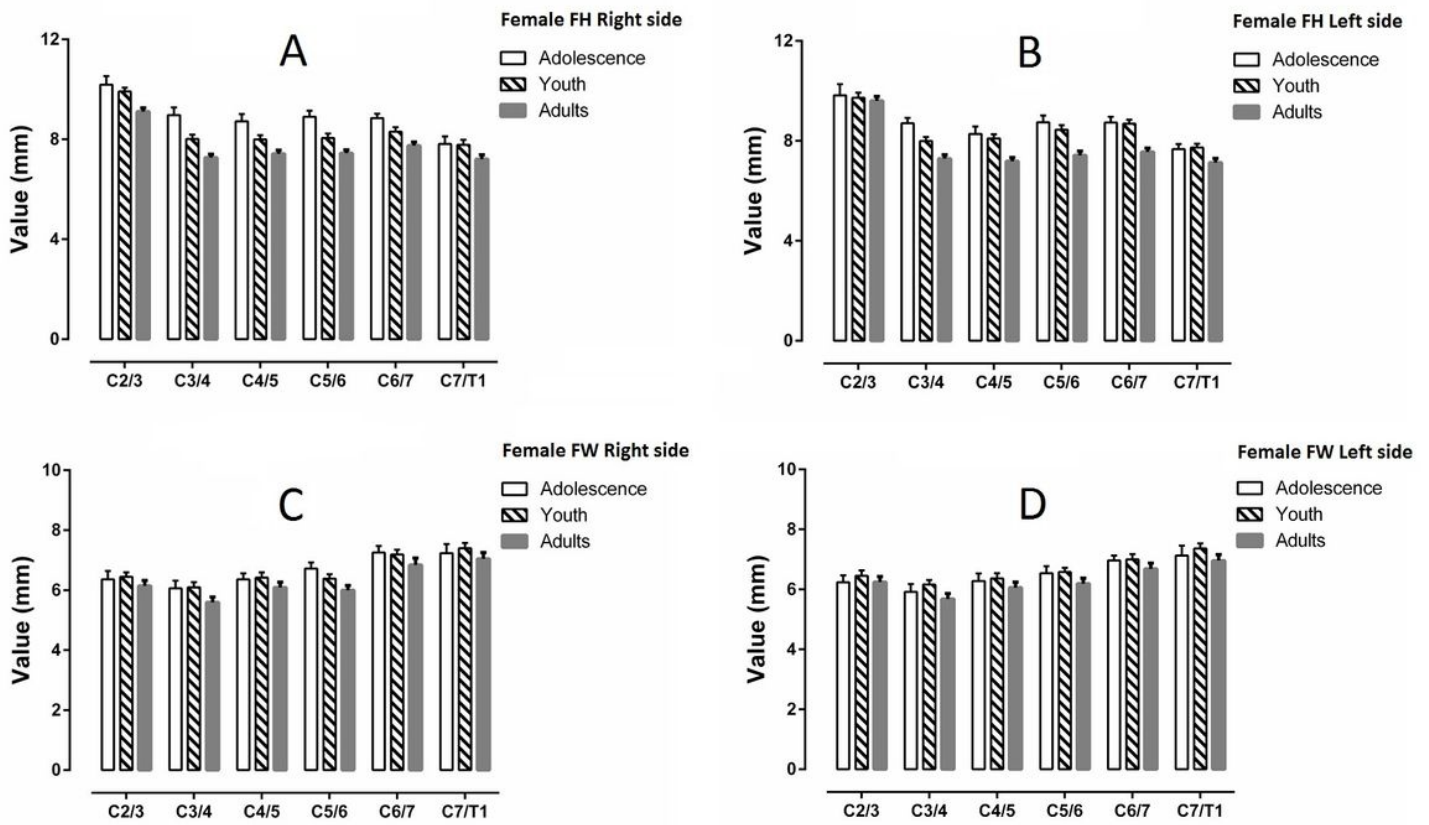 Female FH Right side
A
Adolescence
Youth
Adults
12
8
4
0
Value (mm)
C2/3 C3/4 C4/5 C5/6 C6/7 C7/T1
Female FH Left side
B
Adolescence
Youth
Adults
12
8
4
0
Value (mm)
C2/3 C3/4 C4/5 C5/6 C6/7 C7/T1
Female FW Right side
C
Adolescence
Youth
Adults
10
8
6
4
2
0
Value (mm)
C2/3 C3/4 C4/5 C5/6 C6/7 C7/T1
Female FW Left side
D
Adolescence
Youth
Adults
10
8
6
4
2
0
Value (mm)
C2/3 C3/4 C4/5 C5/6 C6/7 C7/T1